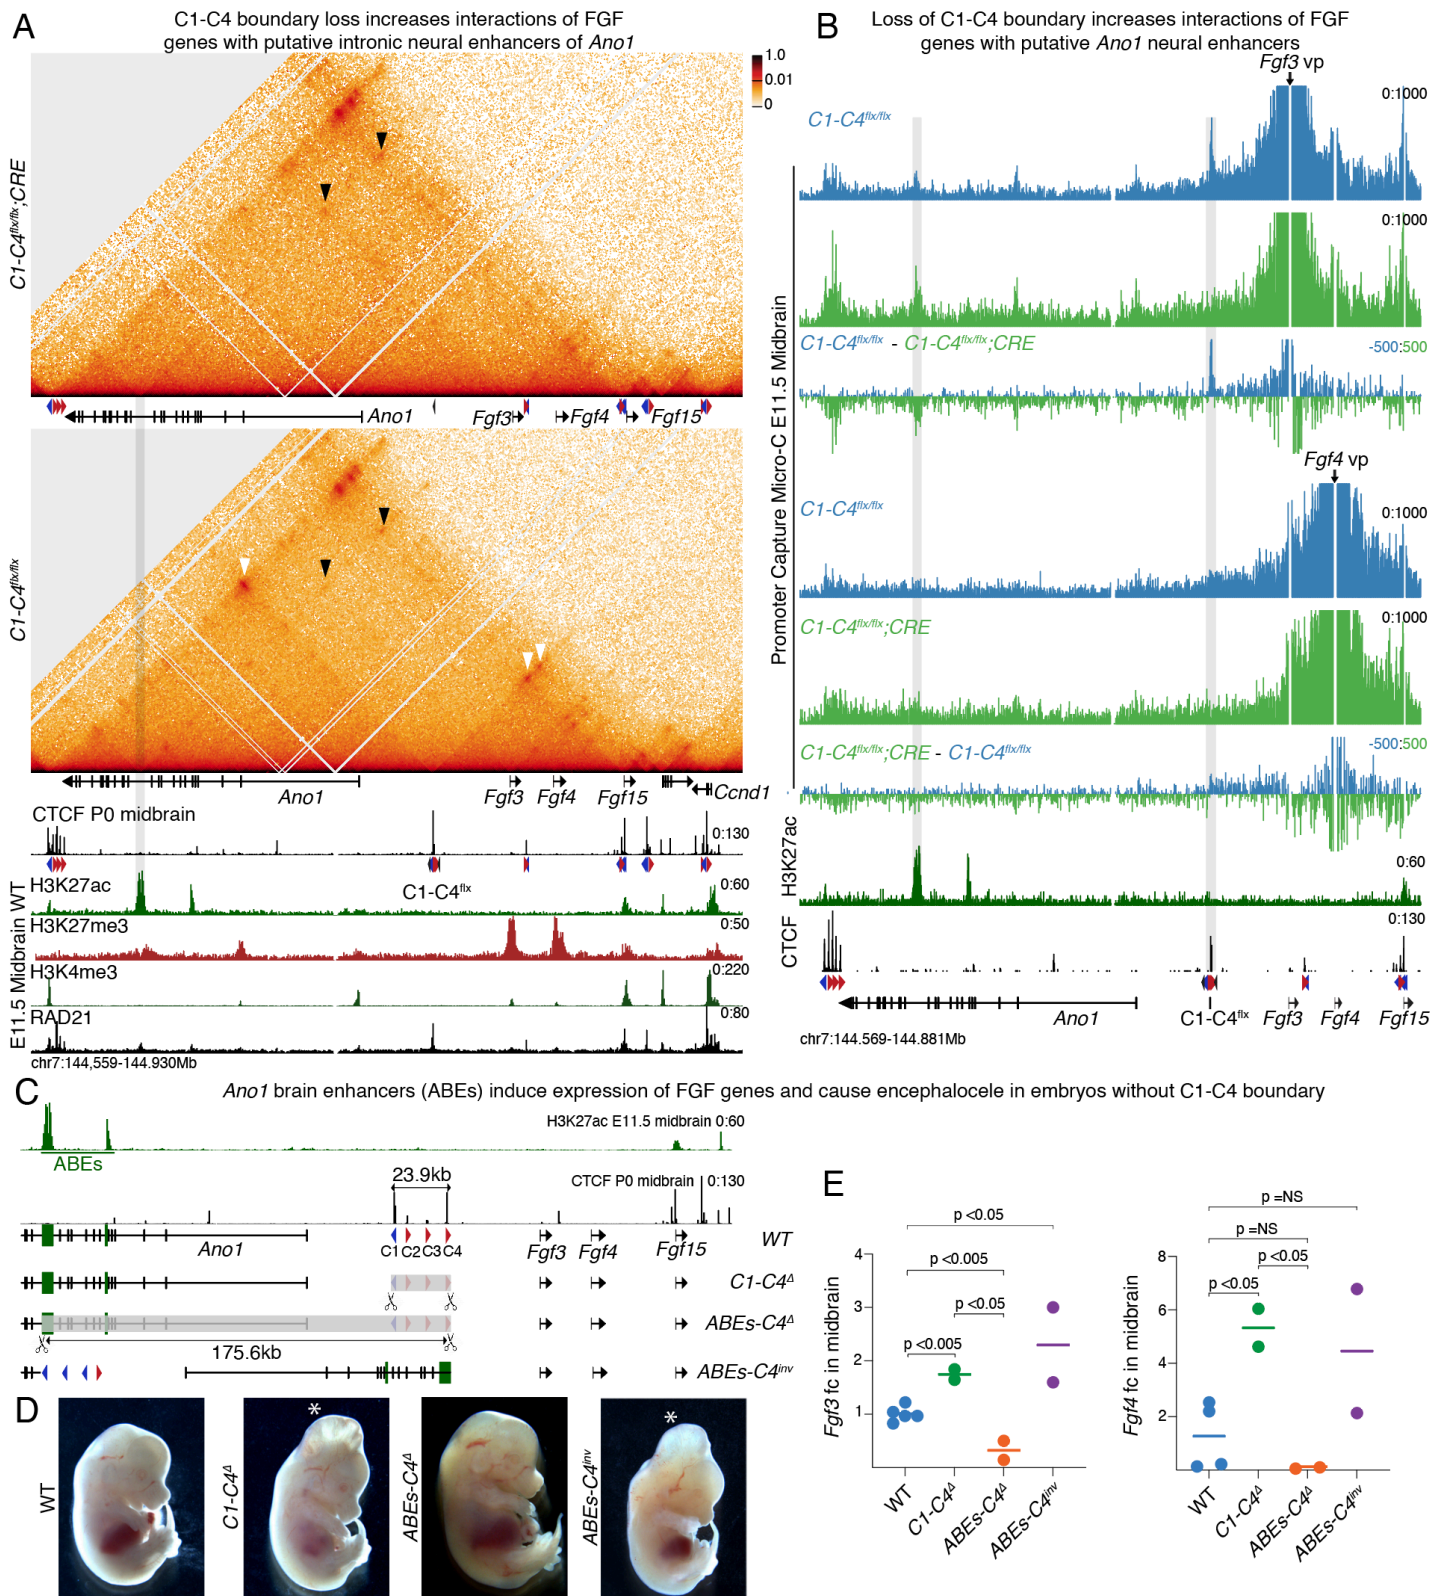 A
C1-C4 boundary loss increases interactions of FGF
genes with putative intronic neural enhancers of Ano1
1.0
0.01
0
C1-C4flx/flx;CRE
Ano1
Fgf3
Fgf4
Fgf15
C1-C4flx/flx
Ano1
Fgf3
Fgf4
Fgf15
Ccnd1
CTCF P0 midbrain
0:130
E11.5 Midbrain WT
H3K27ac
C1-C4flx
0:60
H3K27me3
0:50
H3K4me3
0:220
RAD21
0:80
chr7:144,559-144.930Mb
B
Loss of C1-C4 boundary increases interactions of FGF
genes with putative Ano1 neural enhancers
Promoter Capture Micro-C E11.5 Midbrain
Fgf3 vp
C1-C4flx/flx
0:1000
0:1000
C1-C4flx/flx - C1-C4flx/flx;CRE
-500:500
Fgf4 vp
C1-C4flx/flx
0:1000
C1-C4flx/flx;CRE
0:1000
C1-C4flx/flx;CRE - C1-C4flx/flx
-500:500
H3K27ac
0:60
CTCF
0:130
Ano1
C1-C4flx
Fgf3
Fgf4
Fgf15
chr7:144.569-144.881Mb
C
Ano1 brain enhancers (ABEs) induce expression of FGF genes and cause encephalocele in embryos without C1-C4 boundary
H3K27ac E11.5 midbrain 0:60
ABEs
23.9kb
CTCF P0 midbrain
0:130
Ano1
C1 C2 C3 C4
Fgf3
Fgf4
Fgf15
WT
C1-C4Δ
ABEs-C4Δ
175.6kb
ABEs-C4inv
D
WT
C1-C4Δ
*
ABEs-C4Δ
ABEs-C4inv
*
E
Fgf3 fc in midbrain
4
3
2
1
p <0.05
p <0.005
p <0.05
p <0.005
WT
C1-C4Δ
ABEs-C4Δ
ABEs-C4inv
Fgf4 fc in midbrain
8
6
4
2
p =NS
p =NS
p <0.05
p <0.05
WT
C1-C4Δ
ABEs-C4Δ
ABEs-C4inv